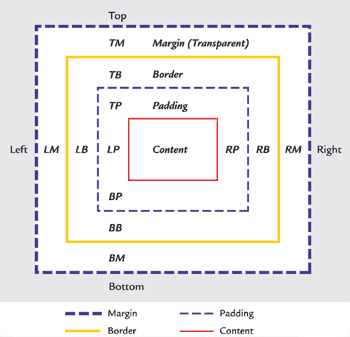 Top
TM Margin (Transparent)
TB Border
TP Padding
Left LM LB LP Content RP RB RM Right
BP
BB
BM
Bottom
Margin Padding
Border Content